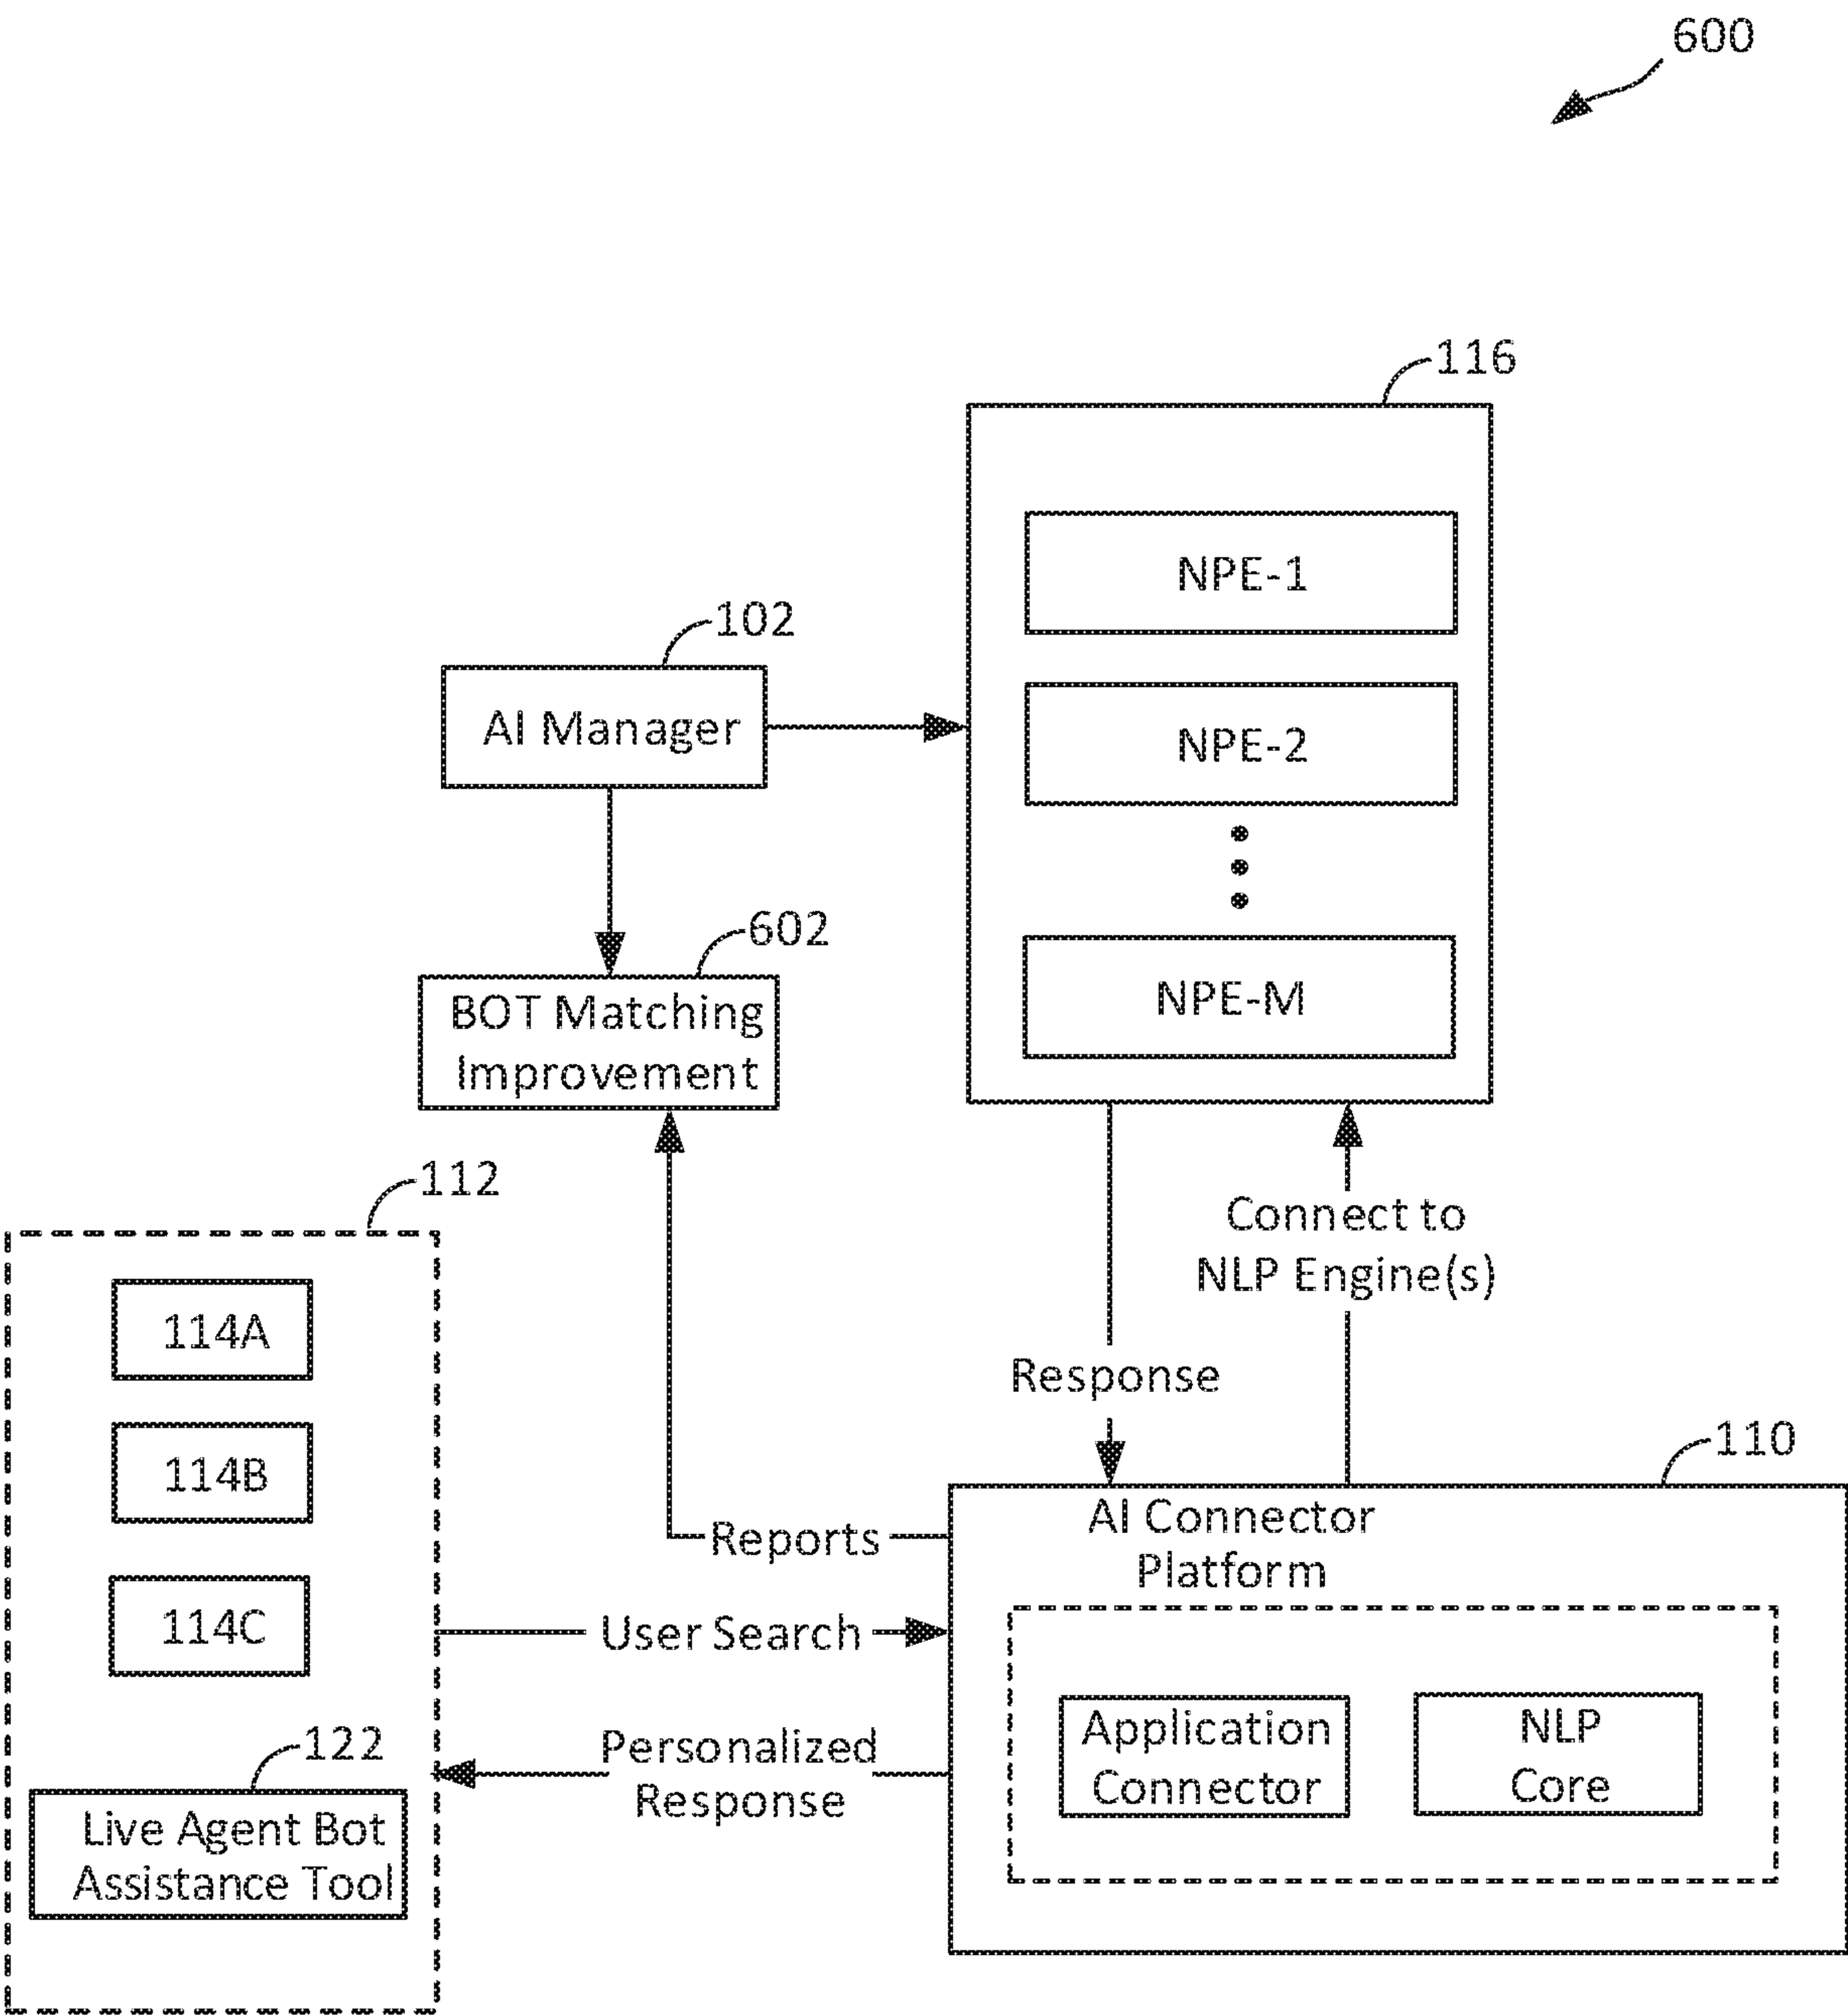 600
116
NPE-1
102
AI Manager
NPE-2
602
BOT Matching
Improvement
NPE-M
112
Connect to
NLP Engine(s)
114A
Response
114B
110
AI Connector
Platform
Reports
114C
User Search
122
Personalized
Response
Application
Connector
NLP
Core
Live Agent Bot
Assistance Tool